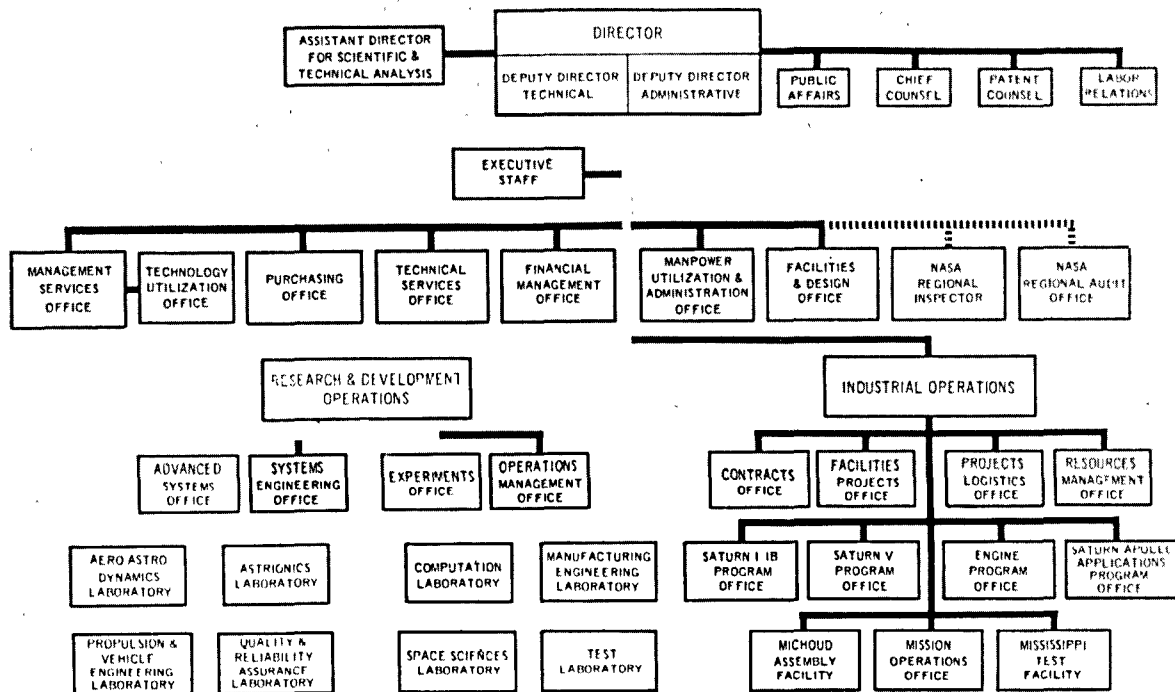 DIRECTOR
ASSISTANT DIRECTOR
FOR SCIENTIFIC &
TECHNICAL ANALYSIS
DEPUTY DIRECTOR
TECHNICAL
DEPUTY DIRECTOR
ADMINISTRATIVE
PUBLIC
AFFAIRS
CHIEF
COUNSEL
PATENT
COUNSEL
LABOR
RELATIONS
EXECUTIVE
STAFF
MANAGEMENT
SERVICES
OFFICE
TECHNOLOGY
UTILIZATION
OFFICE
PURCHASING
OFFICE
TECHNICAL
SERVICES
OFFICE
FINANCIAL
MANAGEMENT
OFFICE
MANPOWER
UTILIZATION &
ADMINISTRATION
OFFICE
FACILITIES
& DESIGN
OFFICE
NASA
REGIONAL
INSPECTOR
NASA
REGIONAL AUDIT
OFFICE
RESEARCH & DEVELOPMENT
OPERATIONS
INDUSTRIAL OPERATIONS
ADVANCED
SYSTEMS
OFFICE
SYSTEMS
ENGINEERING
OFFICE
EXPERIMENTS
OFFICE
OPERATIONS
MANAGEMENT
OFFICE
CONTRACTS
OFFICE
FACILITIES
PROJECTS
OFFICE
PROJECTS
LOGISTICS
OFFICE
RESOURCES
MANAGEMENT
OFFICE
AERO ASTRO
DYNAMICS
LABORATORY
ASTRIONICS
LABORATORY
COMPUTATION
LABORATORY
MANUFACTURING
ENGINEERING
LABORATORY
SATURN I IB
PROGRAM
OFFICE
SATURN V
PROGRAM
OFFICE
ENGINE
PROGRAM
OFFICE
SATURN APOLLO
APPLICATIONS
PROGRAM
OFFICE
PROPULSION &
VEHICLE
ENGINEERING
LABORATORY
QUALITY &
RELIABILITY
ASSURANCE
LABORATORY
SPACE SCIENCES
LABORATORY
TEST
LABORATORY
MICHOUD
ASSEMBLY
FACILITY
MISSION
OPERATIONS
OFFICE
MISSISSIPPI
TEST
FACILITY